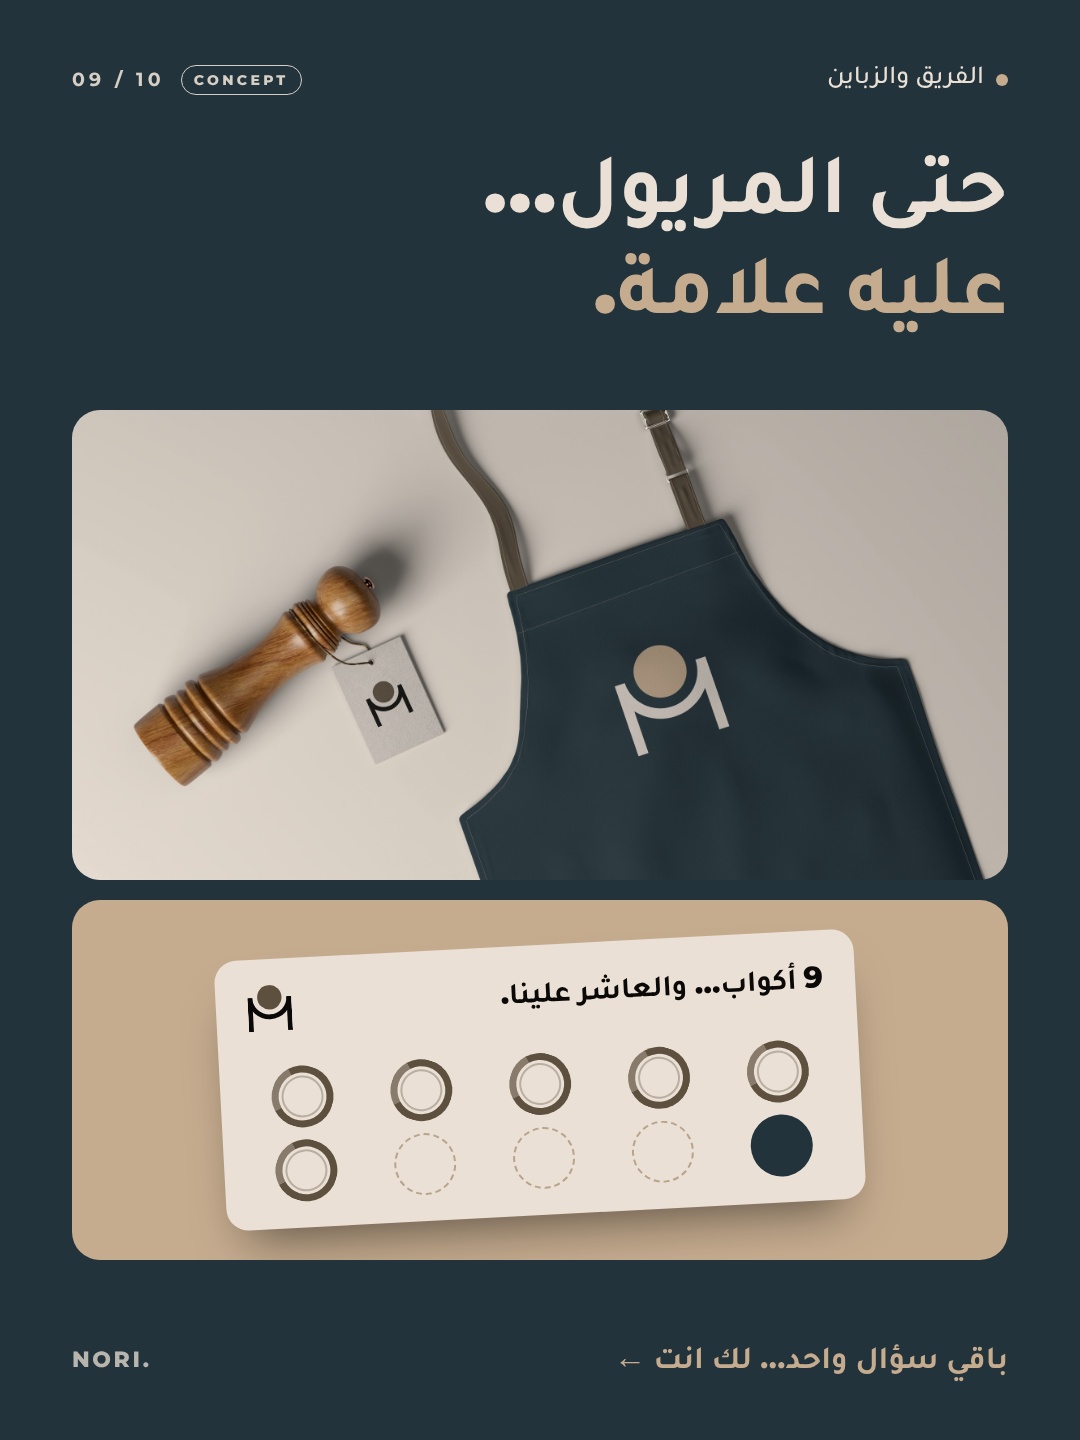 الفريق والزباين
09 / 10 CONCEPT
حتى المريول...
عليه علامة.
9 أكواب... والعاشر علينا.
باقي سؤال واحد... لك انت ←
NORI.